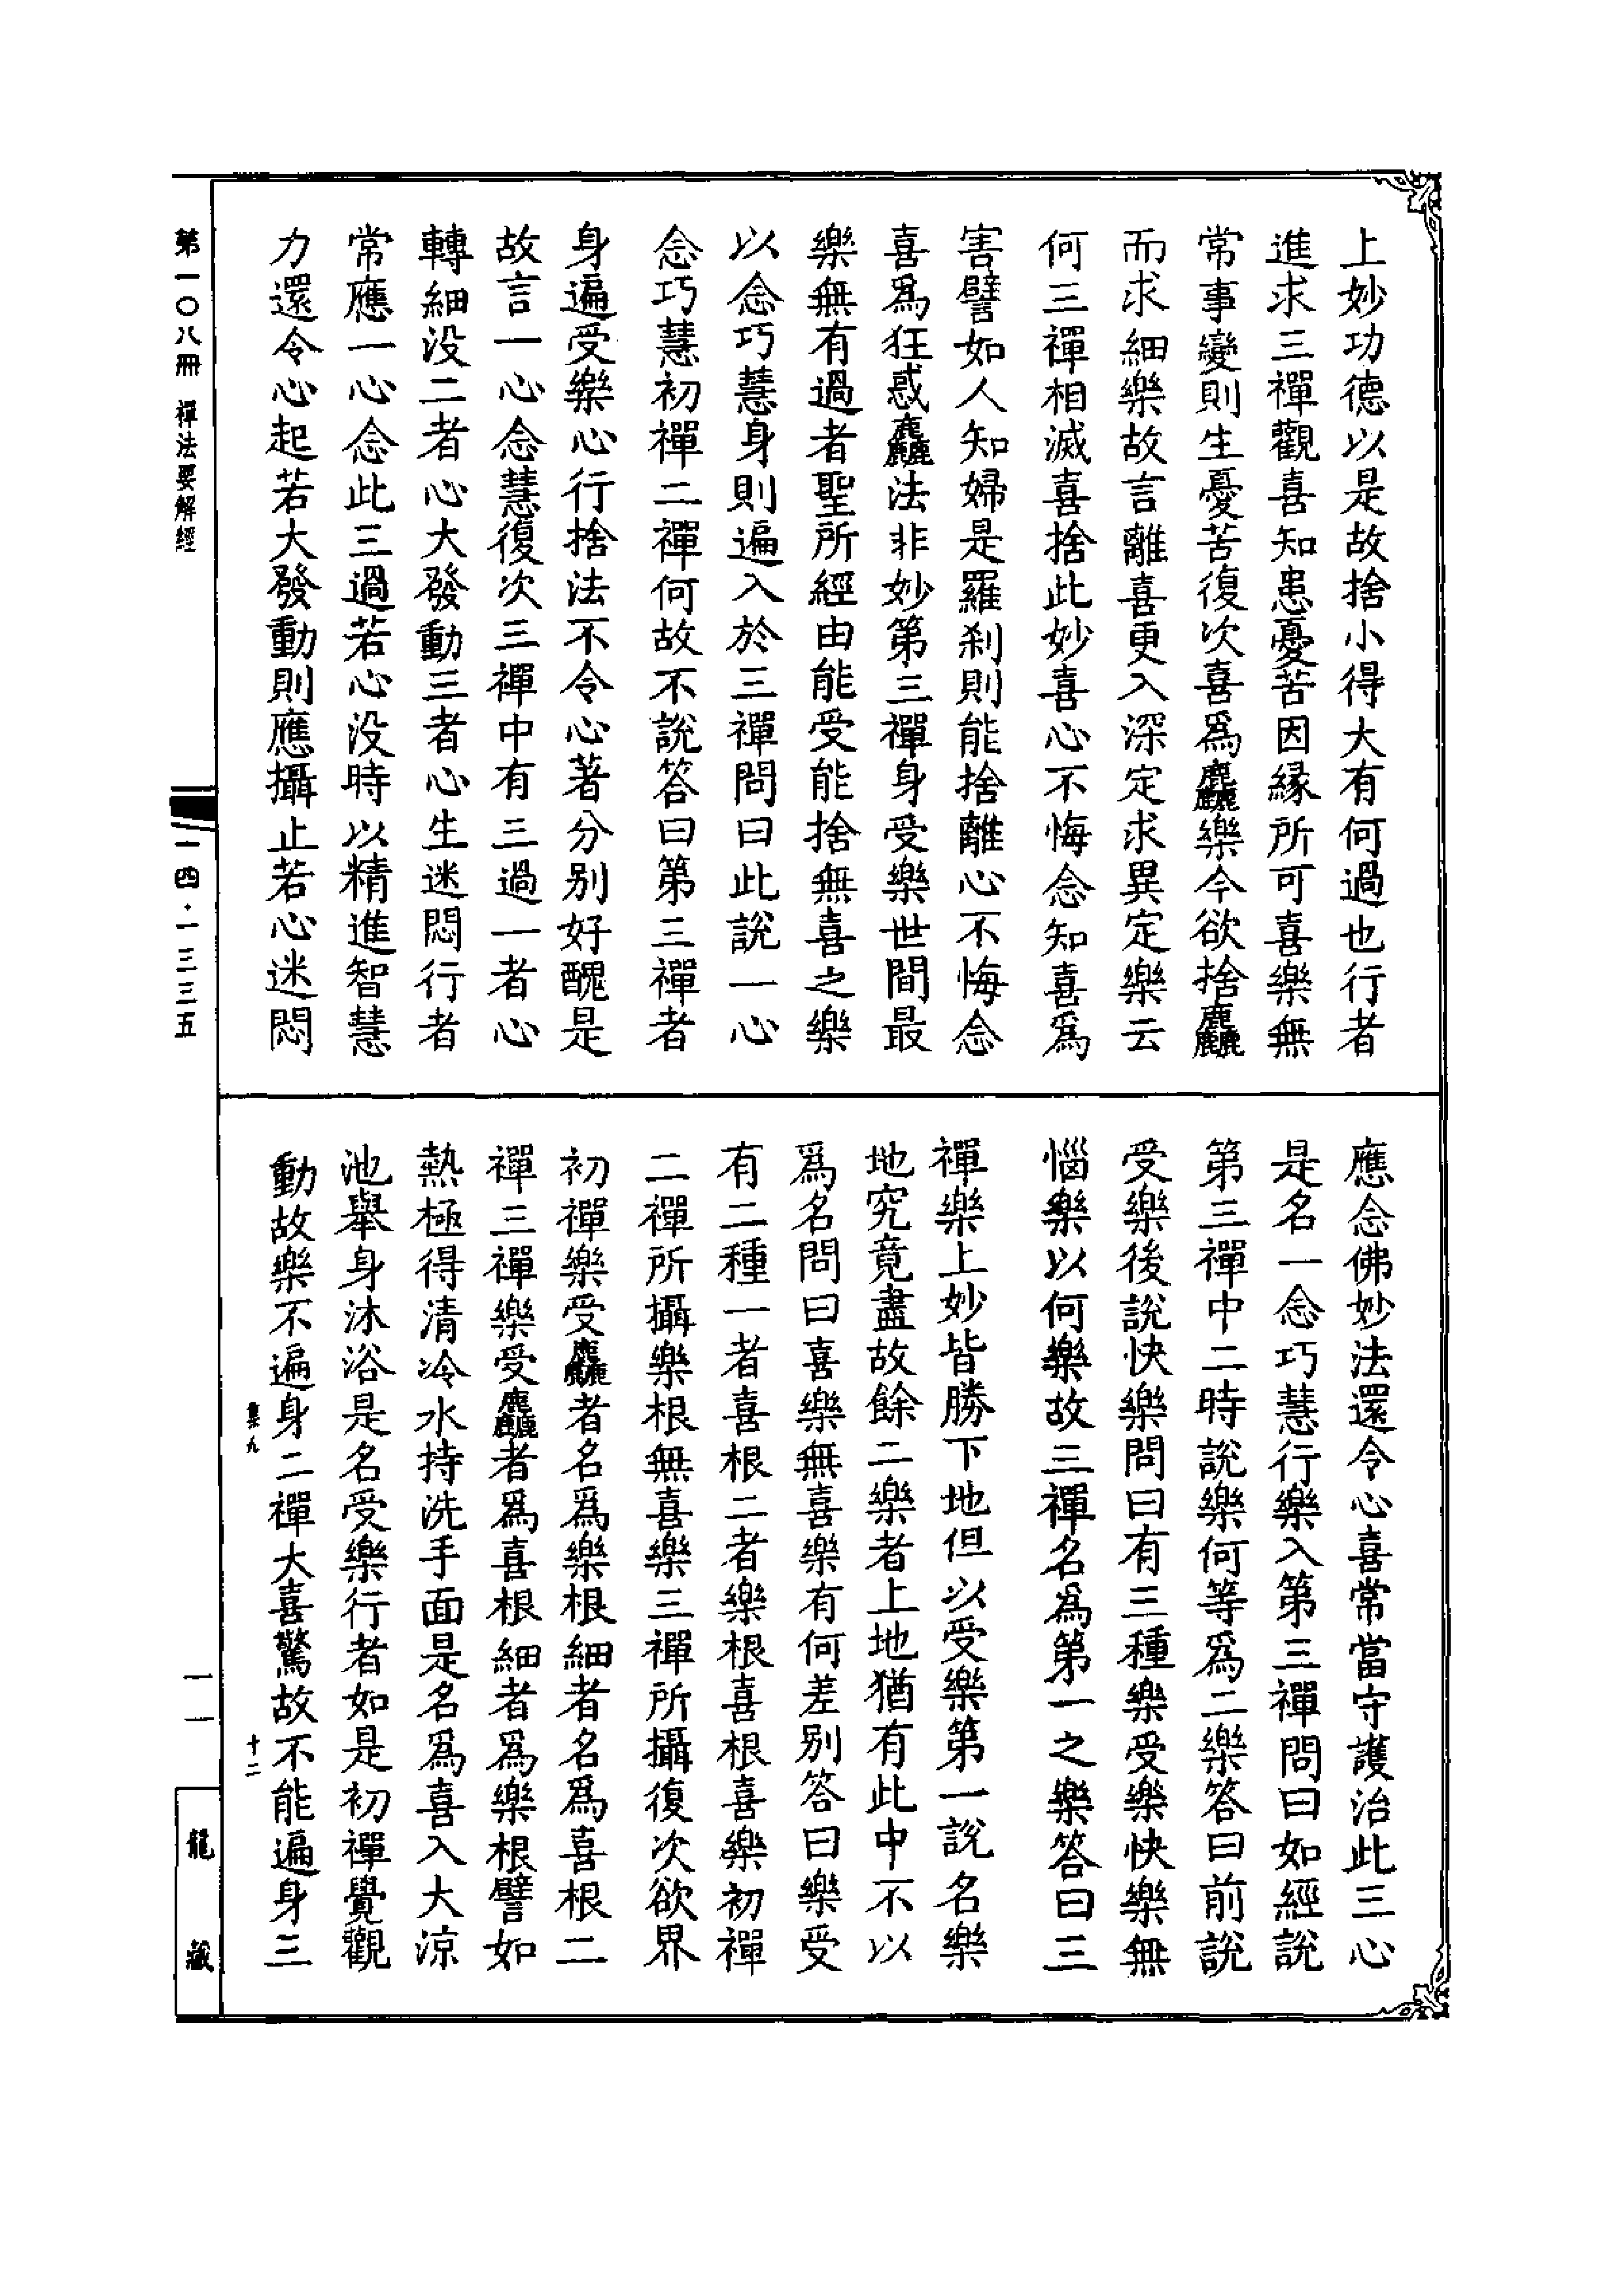 上妙功德以是故捨小得大有何過也行者
進求三禪觀喜知患憂苦因縁所可喜樂無
常事變則生憂苦復次喜爲麤樂今欲捨麤
而求細樂故言離喜更入深定求異定樂云
何三禪相滅喜捨此妙喜心不悔念知喜爲
害譬如人知婦是羅刹則能捨離心不悔念
喜爲狂惑麤法非妙第三禪身受樂世間最
樂無有過者聖所經由能受能捨無喜之樂
以念巧慧身則遍入於三禪問曰此說一心
念巧慧初禪二禪何故不說答曰第三禪者
身遍受樂心行捨法不令心著分別好醜是
故言一心念慧復次三禪中有三過一者心
轉細没二者心大發動三者心生迷悶行者
常應一心念此三過若心没時以精進智慧
力還令心起若大發動則應攝止若心迷悶
應念佛妙法還令心喜常當守護治此三心
是名一念巧慧行樂入第三禪問曰如經說
第三禪中二時說樂何等爲二樂答曰前說
受樂後說快樂問曰有三種樂受樂快樂無
惱樂以何樂故三禪名爲第一之樂答曰三
禪樂上妙皆勝下地但以受樂第一說名樂
地究竟盡故餘二樂者上地猶有此中不以
爲名問曰喜樂無喜樂有何差别答曰樂受
有二種一者喜根二者樂根喜根喜樂初禪
二禪所攝樂根無喜樂三禪所攝復次欲界
初禪樂受麤者名爲樂根細者名爲喜根二
禪三禪樂受麤者爲喜根細者爲樂根譬如
熱極得清冷水持洗手面是名爲喜入大凉
池舉身沐浴是名受樂行者如是初禪覺觀
動故樂不遍身二禪大喜驚故不能遍身三
集九
十二
第一〇八冊 禪法要解經
一四·一三三五
一一
龍藏